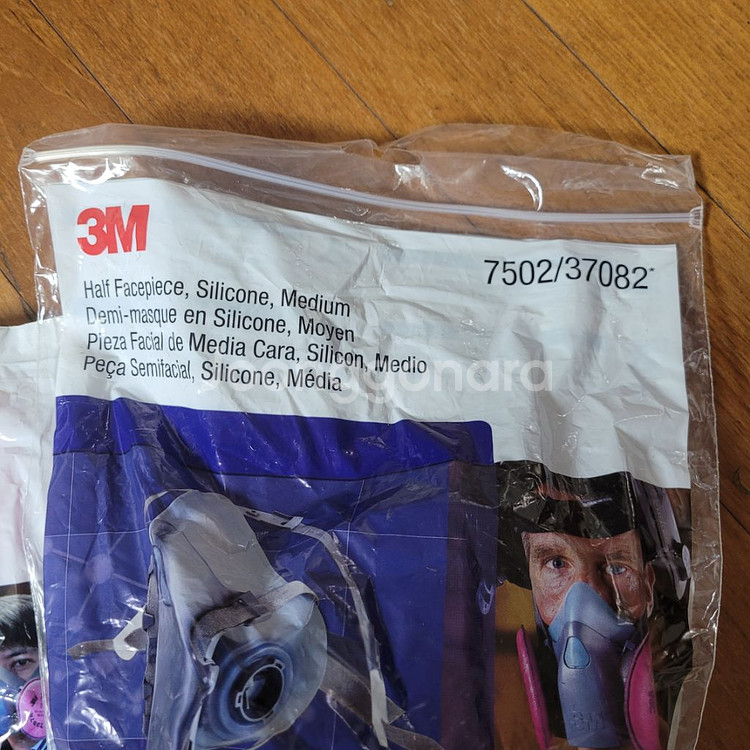 3M
7502/37082*
Half Facepiece, Silicone, Medium
Demi-masque en Silicone, Moyen
Pieza Facial de Media Cara, Silicon, Medio
Peça Semifacial, Silicone, Média
3M